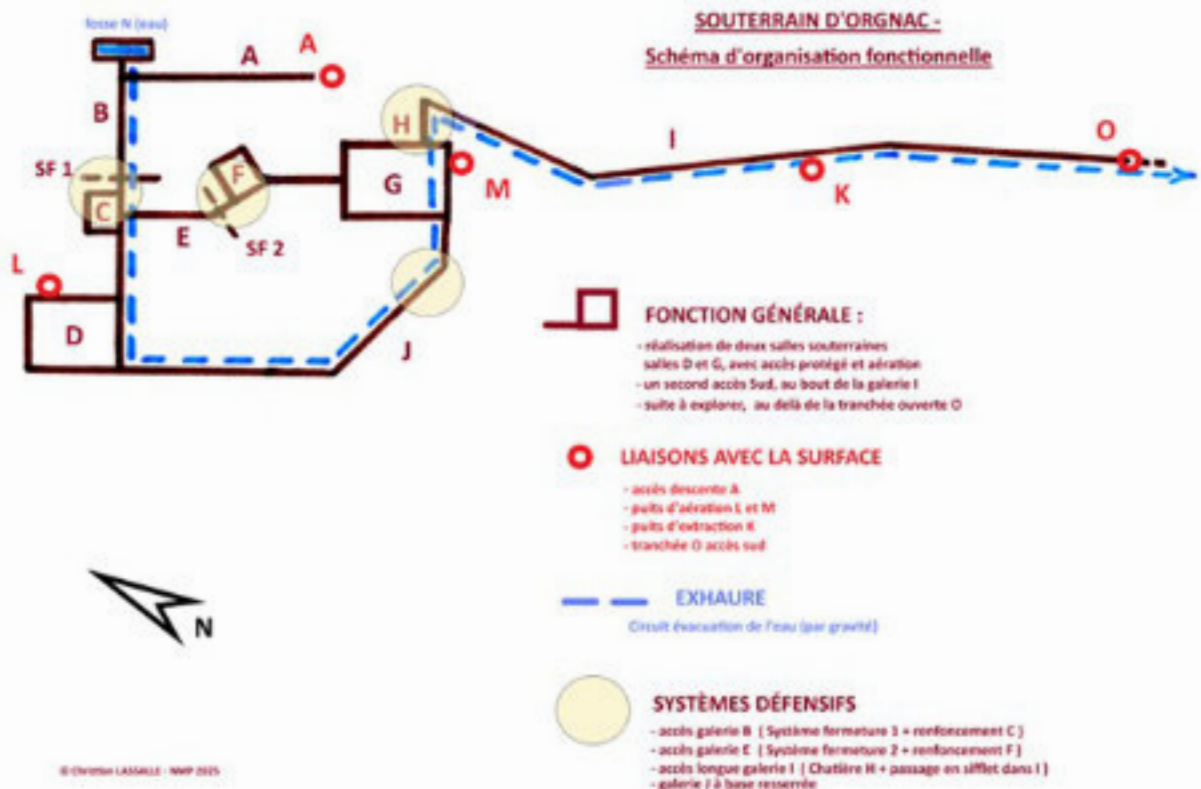 fosse N (eau)
SOUTERRAIN D'ORGNAC -
Schéma d'organisation fonctionnelle
A
A
B
H
I
O
SF 1
F
G
M
K
C
E
SF 2
L
D
J
FONCTION GÉNÉRALE :
- réalisation de deux salles souterraines
salles D et G, avec accès protégé et aération
- un second accès Sud, au bout de la galerie I
- suite à explorer, au delà de la tranchée ouverte O
LIAISONS AVEC LA SURFACE
- accès descente A
- puits d'aération L et M
- puits d'extraction K
- tranchée O accès sud
EXHAURE
Circuit évacuation de l'eau (par gravité)
N
SYSTÈMES DÉFENSIFS
- accès galerie B ( Système fermeture 1 + renfoncement C )
- accès galerie E ( Système fermeture 2 + renfoncement F )
- accès longue galerie I ( Chatière H + passage en sifflet dans I )
- galerie J à base resserrée
© Christian LASSALLE - NMP 2025